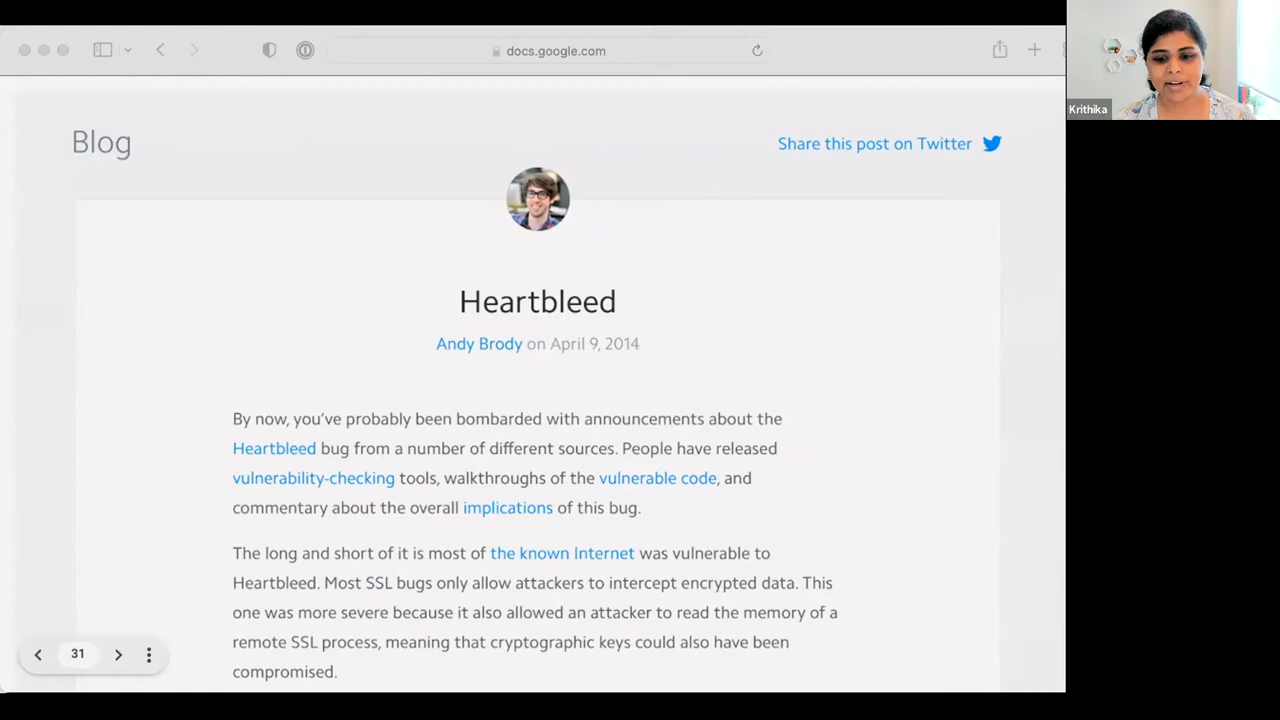 docs.google.com
Krithika
Blog
Share this post on Twitter
Heartbleed
Andy Brody on April 9, 2014
By now, you've probably been bombarded with announcements about the
Heartbleed bug from a number of different sources. People have released
vulnerability-checking tools, walkthroughs of the vulnerable code, and
commentary about the overall implications of this bug.
The long and short of it is most of the known Internet was vulnerable to
Heartbleed. Most SSL bugs only allow attackers to intercept encrypted data. This
one was more severe because it also allowed an attacker to read the memory of a
remote SSL process, meaning that cryptographic keys could also have been
compromised.
31